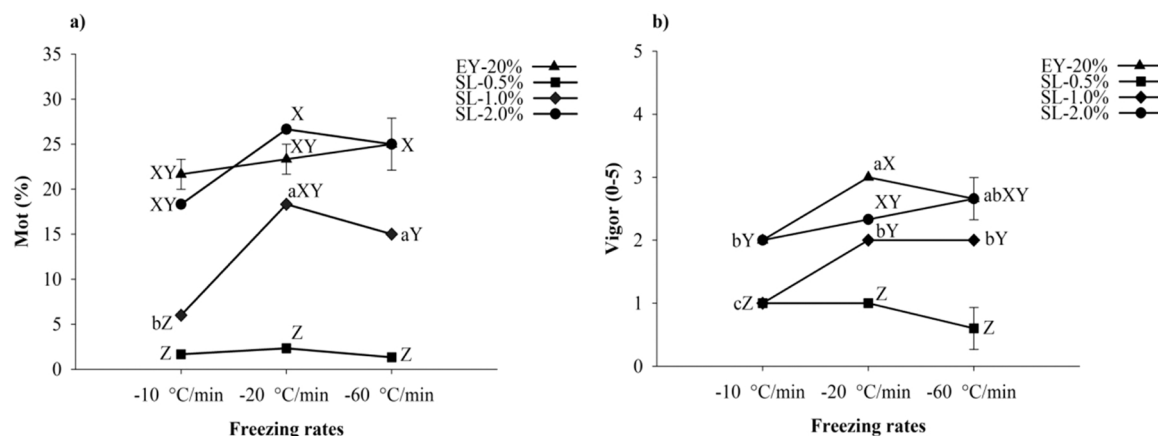 a)
35
30
25
20
15
10
5
0
Mot (%)
EY-20%
SL-0.5%
SL-1.0%
SL-2.0%
X
XY
XY
X
XY
aXY
aY
bZ
Z
Z
Z
-10 °C/min
-20 °C/min
-60 °C/min
Freezing rates
b)
5
4
3
2
1
0
Vigor (0-5)
EY-20%
SL-0.5%
SL-1.0%
SL-2.0%
aX
XY
abXY
bY
bY
bY
cZ
Z
Z
-10 °C/min
-20 °C/min
-60 °C/min
Freezing rates